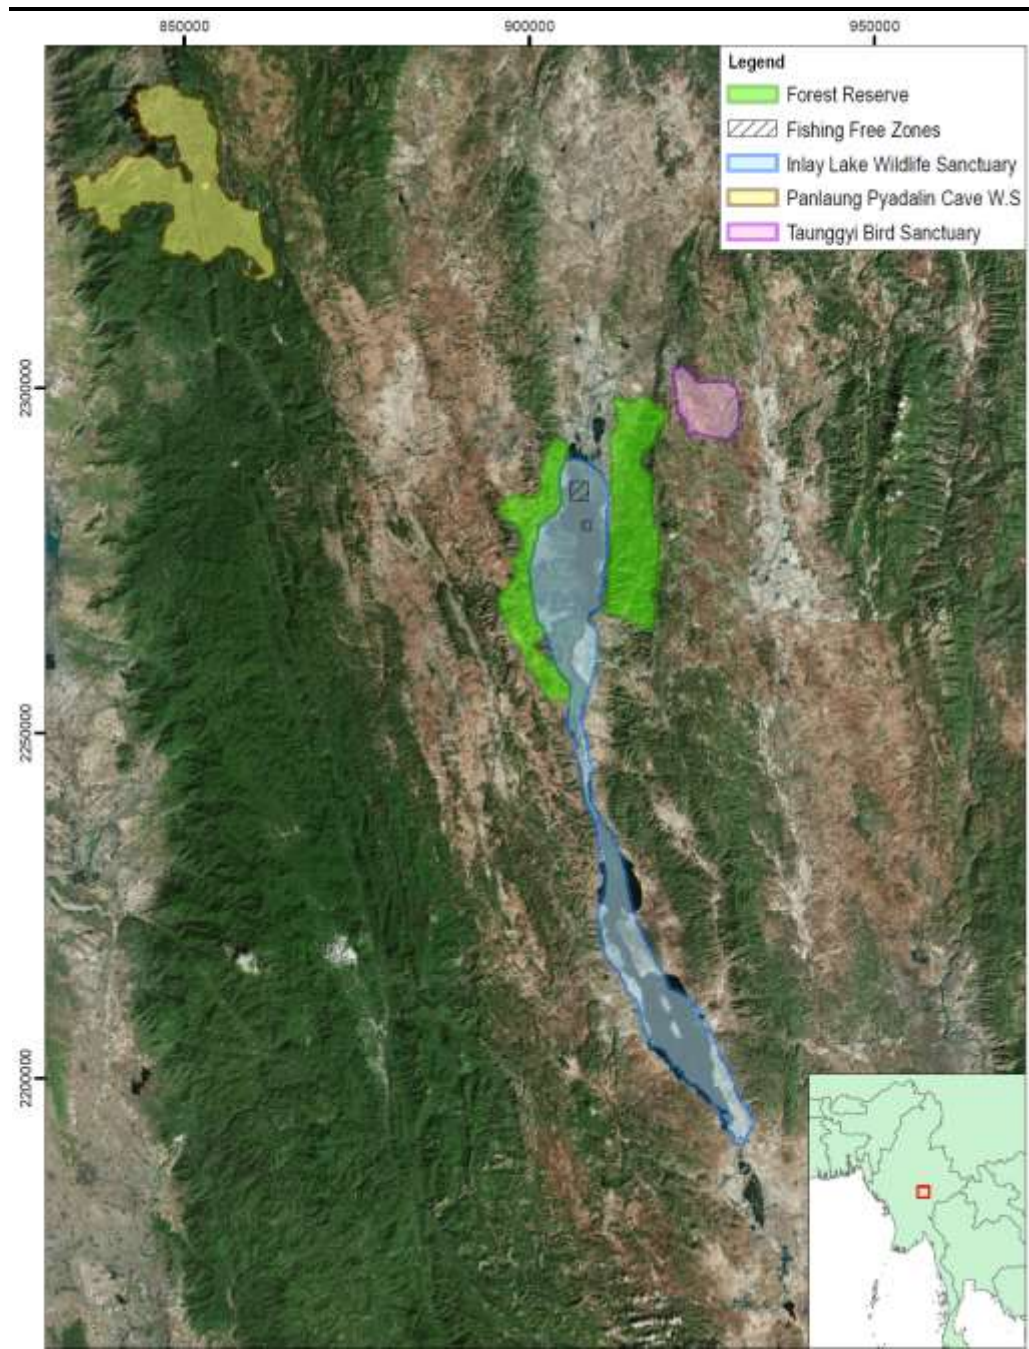 850000 900000 950000
Legend
Forest Reserve
Fishing Free Zones
Inlay Lake Wildlife Sanctuary
Panlaung Pyadalin Cave W.S
Taunggyi Bird Sanctuary
2300000
2250000
2200000